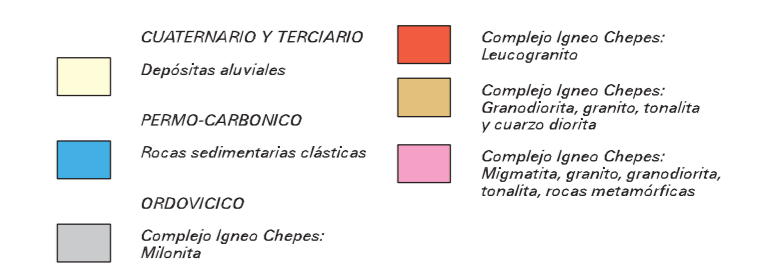 CUATERNARIO Y TERCIARIO
Depósitas aluviales
PERMO-CARBONICO
Rocas sedimentarias clásticas
ORDOVICICO
Complejo Igneo Chepes:
Milonita
Complejo Igneo Chepes:
Leucogranito
Complejo Igneo Chepes:
Granodiorita, granito, tonalita
y cuarzo diorita
Complejo Igneo Chepes:
Migmatita, granito, granodiorita,
tonalita, rocas metamórficas